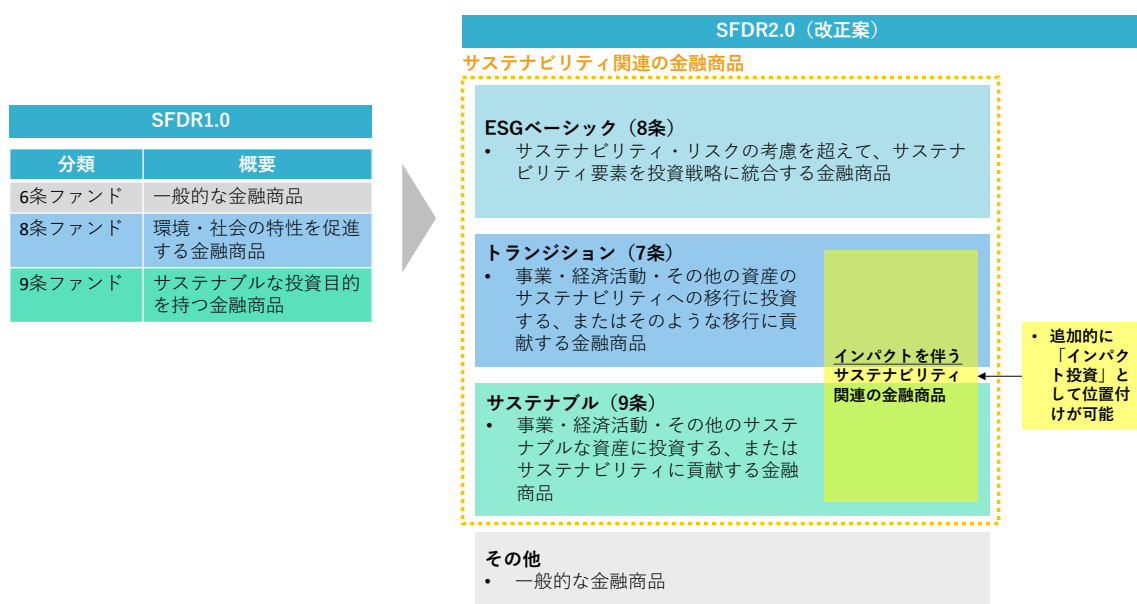 SFDR2.0（改正案）
サステナビリティ関連の金融商品
SFDR1.0
分類 概要
6条ファンド 一般的な金融商品
8条ファンド 環境・社会の特性を促進
する金融商品
9条ファンド サステナブルな投資目的
を持つ金融商品
ESGベーシック（8条）
• サステナビリティ・リスクの考慮を超えて、サステナ
ビリティ要素を投資戦略に統合する金融商品
トランジション（7条）
• 事業・経済活動・その他の資産の
サステナビリティへの移行に投資
する、またはそのような移行に貢
献する金融商品
サステナブル（9条）
• 事業・経済活動・その他のサステ
ナブルな資産に投資する、または
サステナビリティに貢献する金融
商品
インパクトを伴う
サステナビリティ
関連の金融商品
• 追加的に
「インパク
ト投資」と
して位置付
けが可能
その他
• 一般的な金融商品